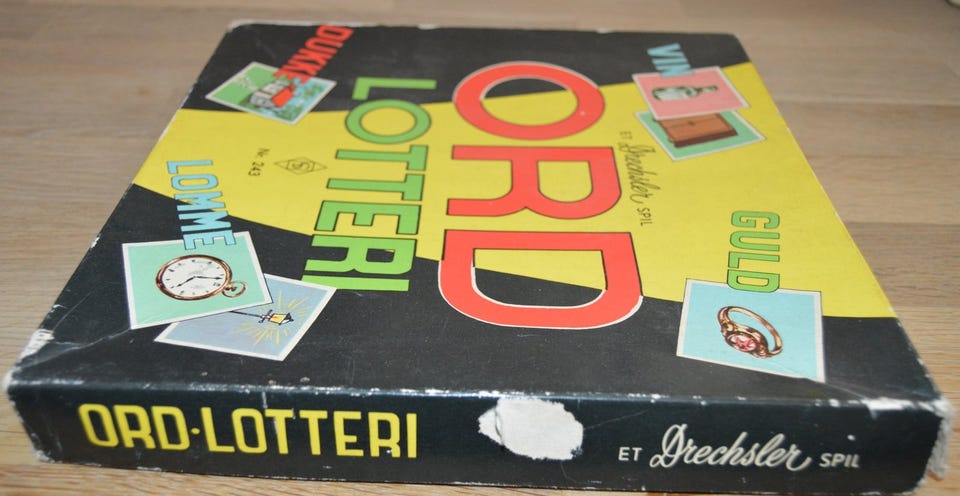 ET Drechsler SPIL
ORD
LOTTERI
Nr. 243
VIN
GULD
DUKKE
LOMME
ORD·LOTTERI
ET Drechsler SPIL